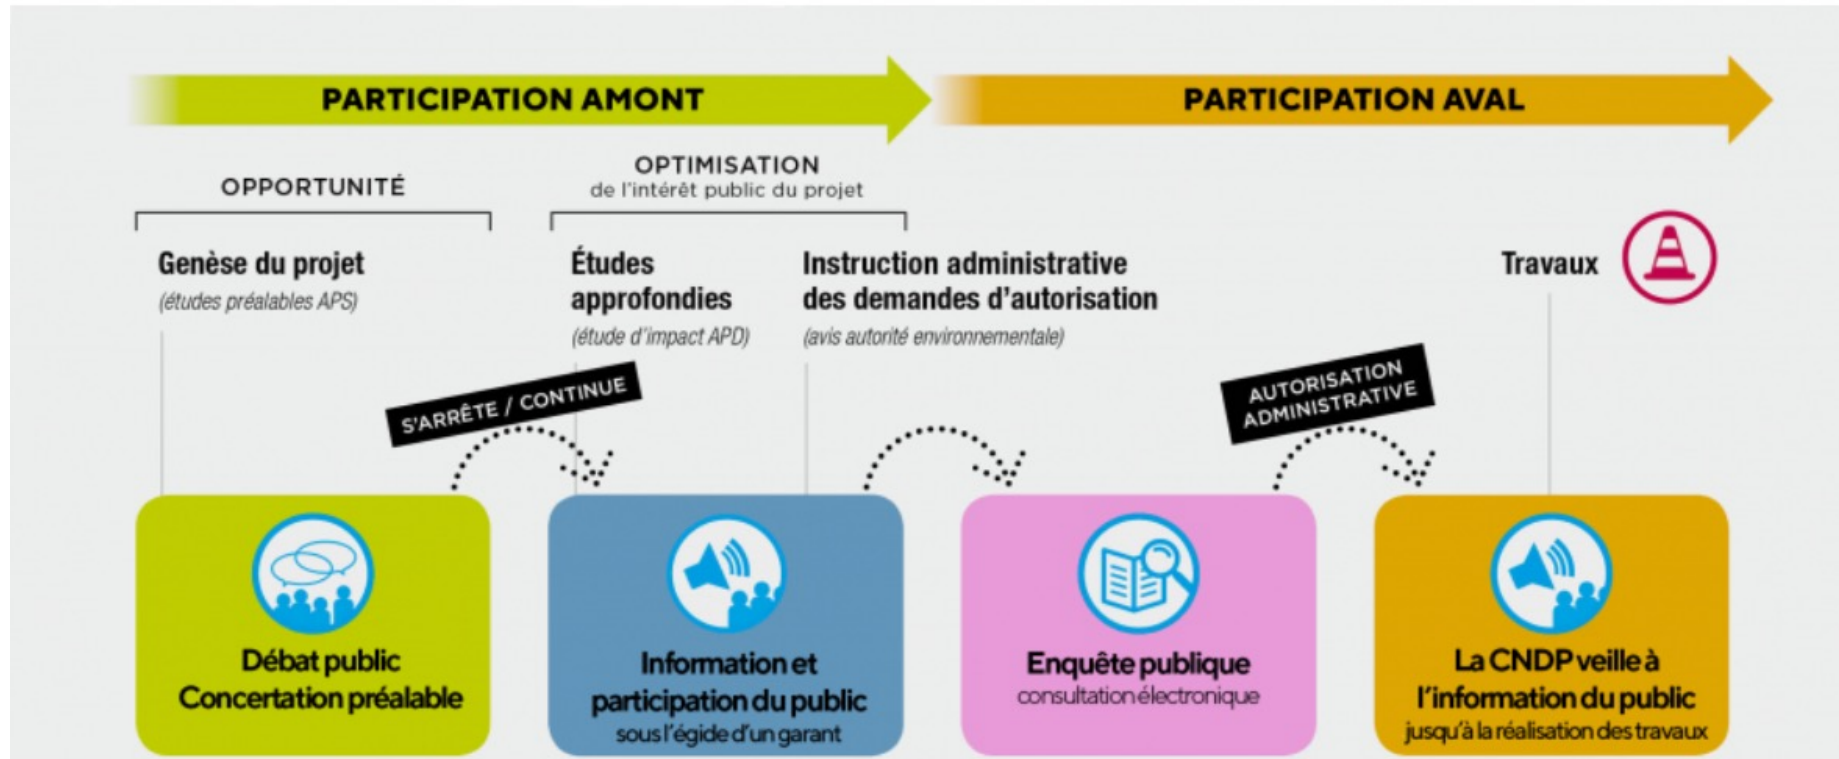 PARTICIPATION AMONT
PARTICIPATION AVAL
OPPORTUNITÉ
OPTIMISATION
de l'intérêt public du projet
Genèse du projet
(études préalables APS)
Études
approfondies
(étude d'impact APD)
Instruction administrative
des demandes d'autorisation
(avis autorité environnementale)
Travaux
S'ARRÊTE / CONTINUE
AUTORISATION
ADMINISTRATIVE
Débat public
Concertation préalable
Information et
participation du public
sous l'égide d'un garant
Enquête publique
consultation électronique
La CNDP veille à
l'information du public
jusqu'à la réalisation des travaux